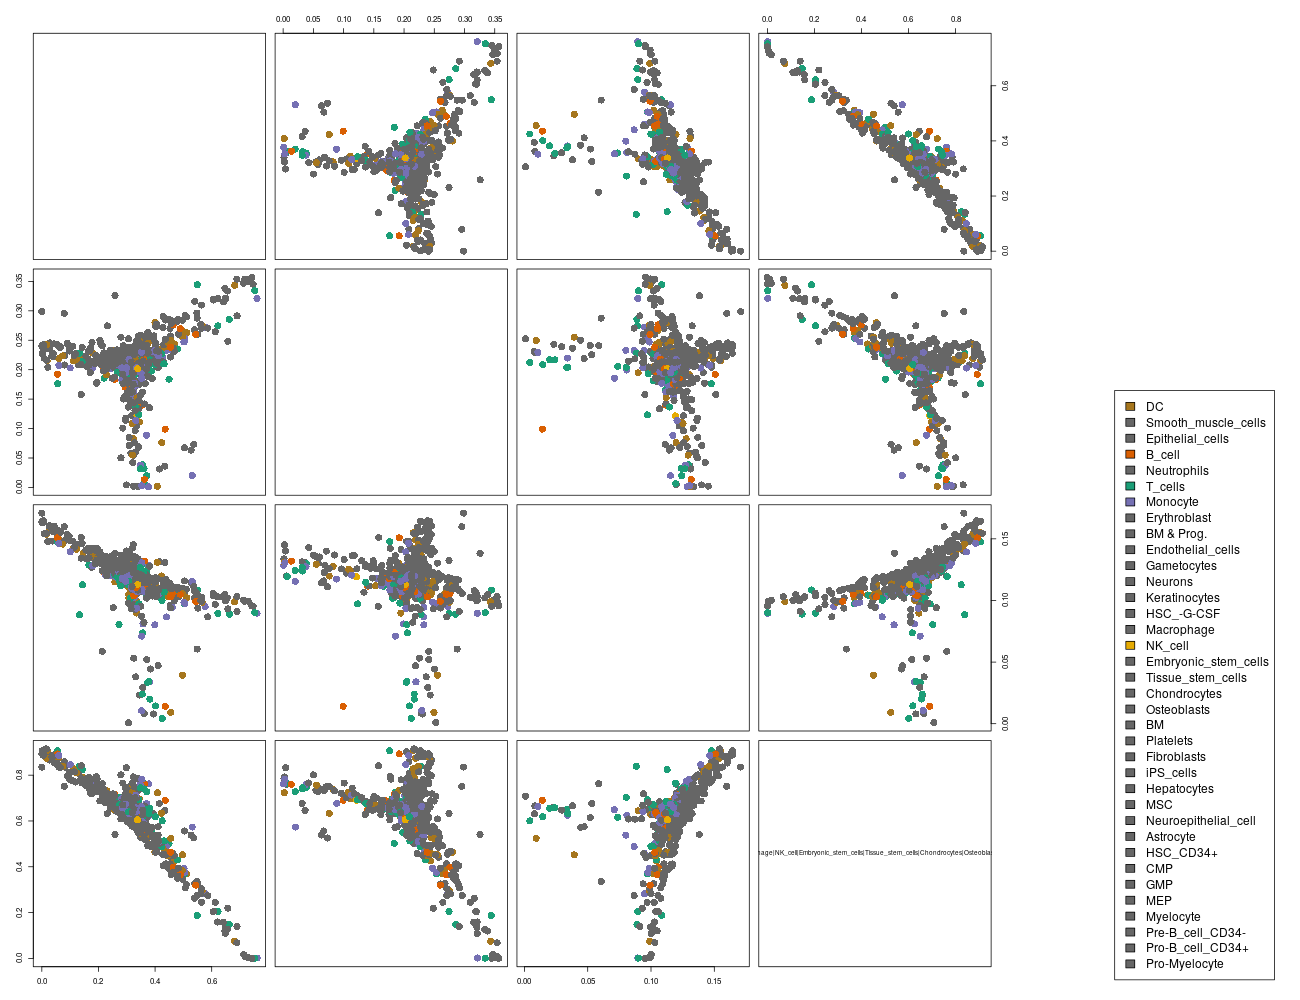 0.00 0.05 0.10 0.15 0.20 0.25 0.30 0.35
0.0 0.2 0.4 0.6 0.8
0.0 0.2 0.4 0.6
0.00 0.05 0.10 0.15 0.20 0.25 0.30 0.35
0.00 0.05 0.10 0.15
0.0 0.2 0.4 0.6 0.8
|NK_cell|Embryonic_stem_cells|Tissue_stem_cells|Chondrocytes|
0.0 0.2 0.4 0.6
0.00 0.05 0.10 0.15
DC
Smooth_muscle_cells
Epithelial_cells
B_cell
Neutrophils
T_cells
Monocyte
Erythroblast
BM & Prog.
Endothelial_cells
Gametocytes
Neurons
Keratinocytes
HSC_-G-CSF
Macrophage
NK_cell
Embryonic_stem_cells
Tissue_stem_cells
Chondrocytes
Osteoblasts
BM
Platelets
Fibroblasts
iPS_cells
Hepatocytes
MSC
Neuroepithelial_cell
Astrocyte
HSC_CD34+
CMP
GMP
MEP
Myelocyte
Pre-B_cell_CD34-
Pro-B_cell_CD34+
Pro-Myelocyte